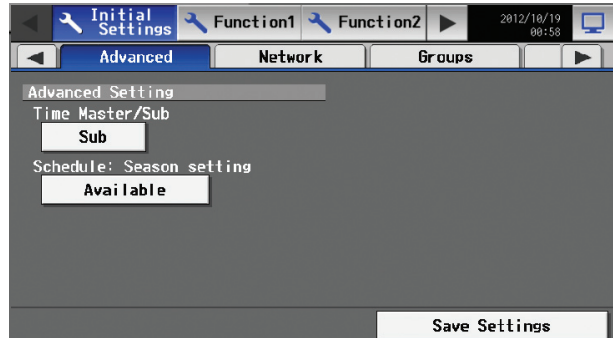 Initial Settings Function1 Function2 2012/10/19 00:58
Advanced Network Groups
Advanced Setting
Time Master/Sub
Sub
Schedule: Season setting
Available
Save Settings